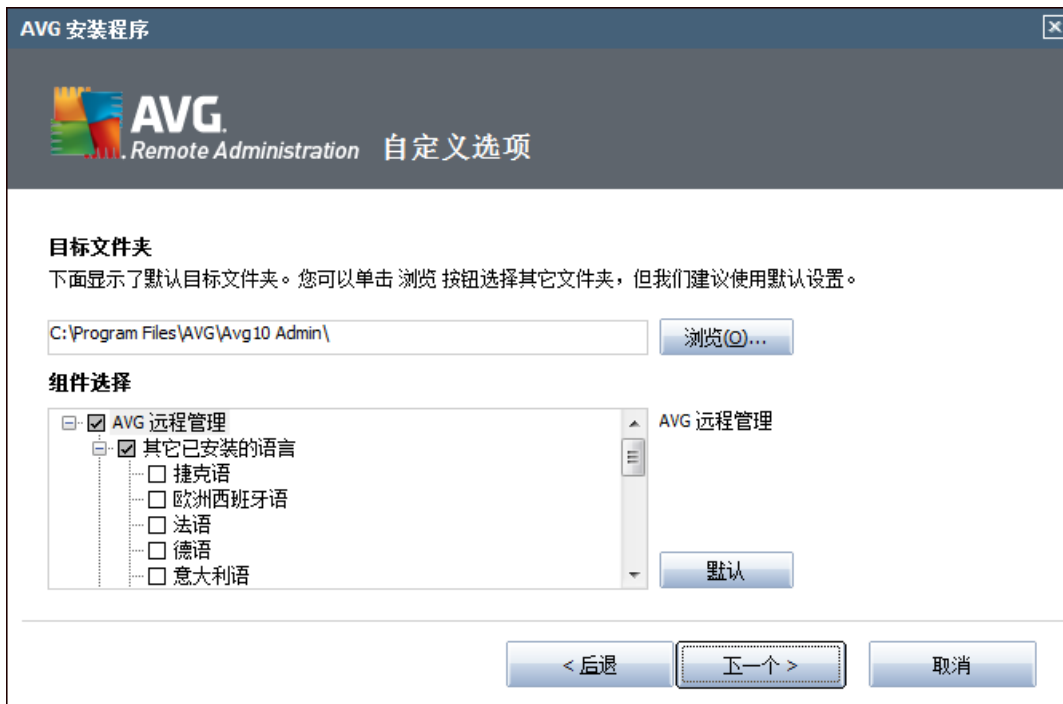 AVG 安装程序
AVG.
Remote Administration 自定义选项
目标文件夹
下面显示了默认目标文件夹。您可以单击 浏览 按钮选择其它文件夹，但我们建议使用默认设置。
C:\Program Files\AVG\Avg10 Admin\
浏览(O)...
组件选择
AVG 远程管理
AVG 远程管理
其它已安装的语言
捷克语
欧洲西班牙语
法语
德语
意大利语
默认
< 后退
下一个 >
取消